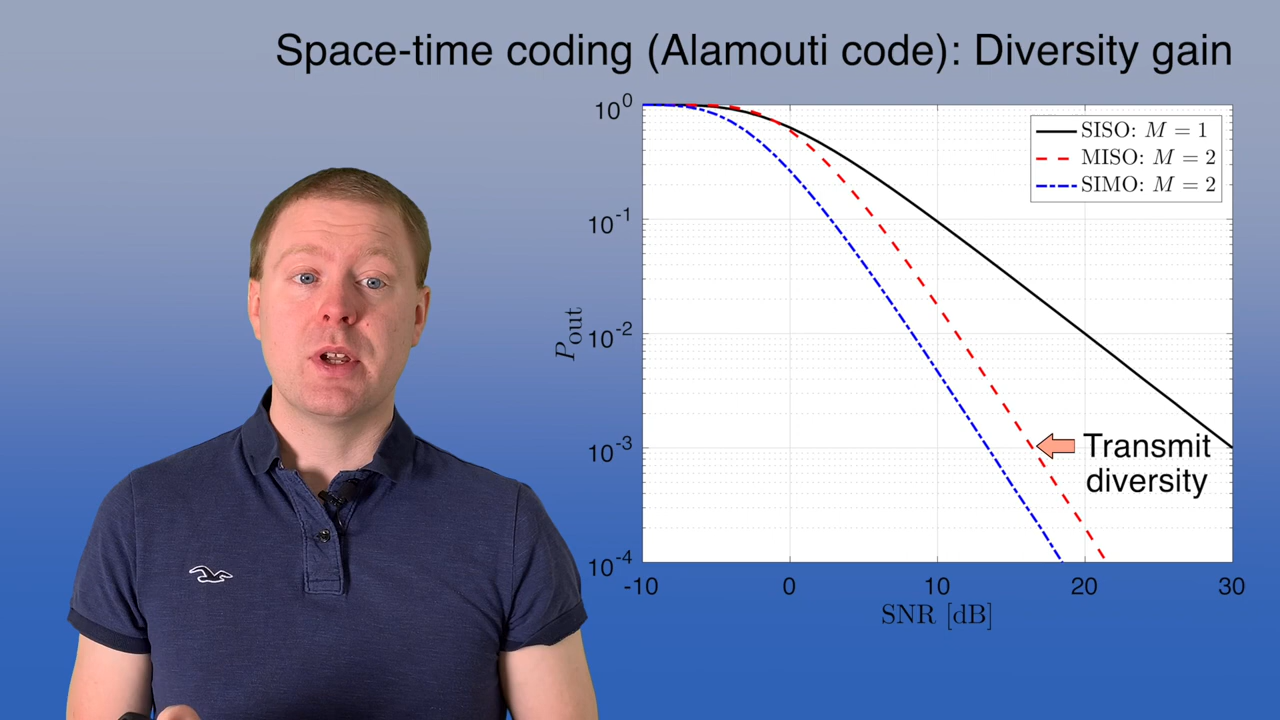 Space-time coding (Alamouti code): Diversity gain
10^0
10^-1
10^-2
10^-3
10^-4
P_out
SISO: M = 1
MISO: M = 2
SIMO: M = 2
Transmit
diversity
-10 0 10 20 30
SNR [dB]